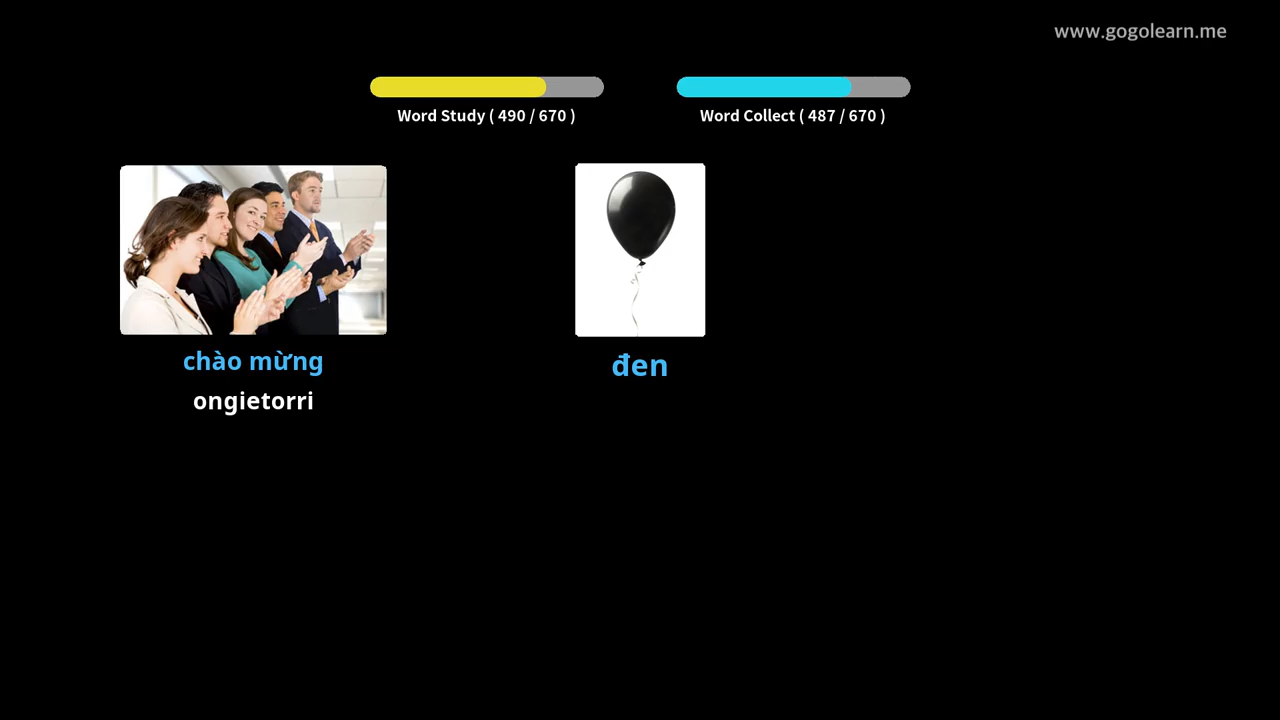 www.gogolearn.me
Word Study ( 490 / 670 )
Word Collect ( 487 / 670 )
chào mừng
ongietorri
đen